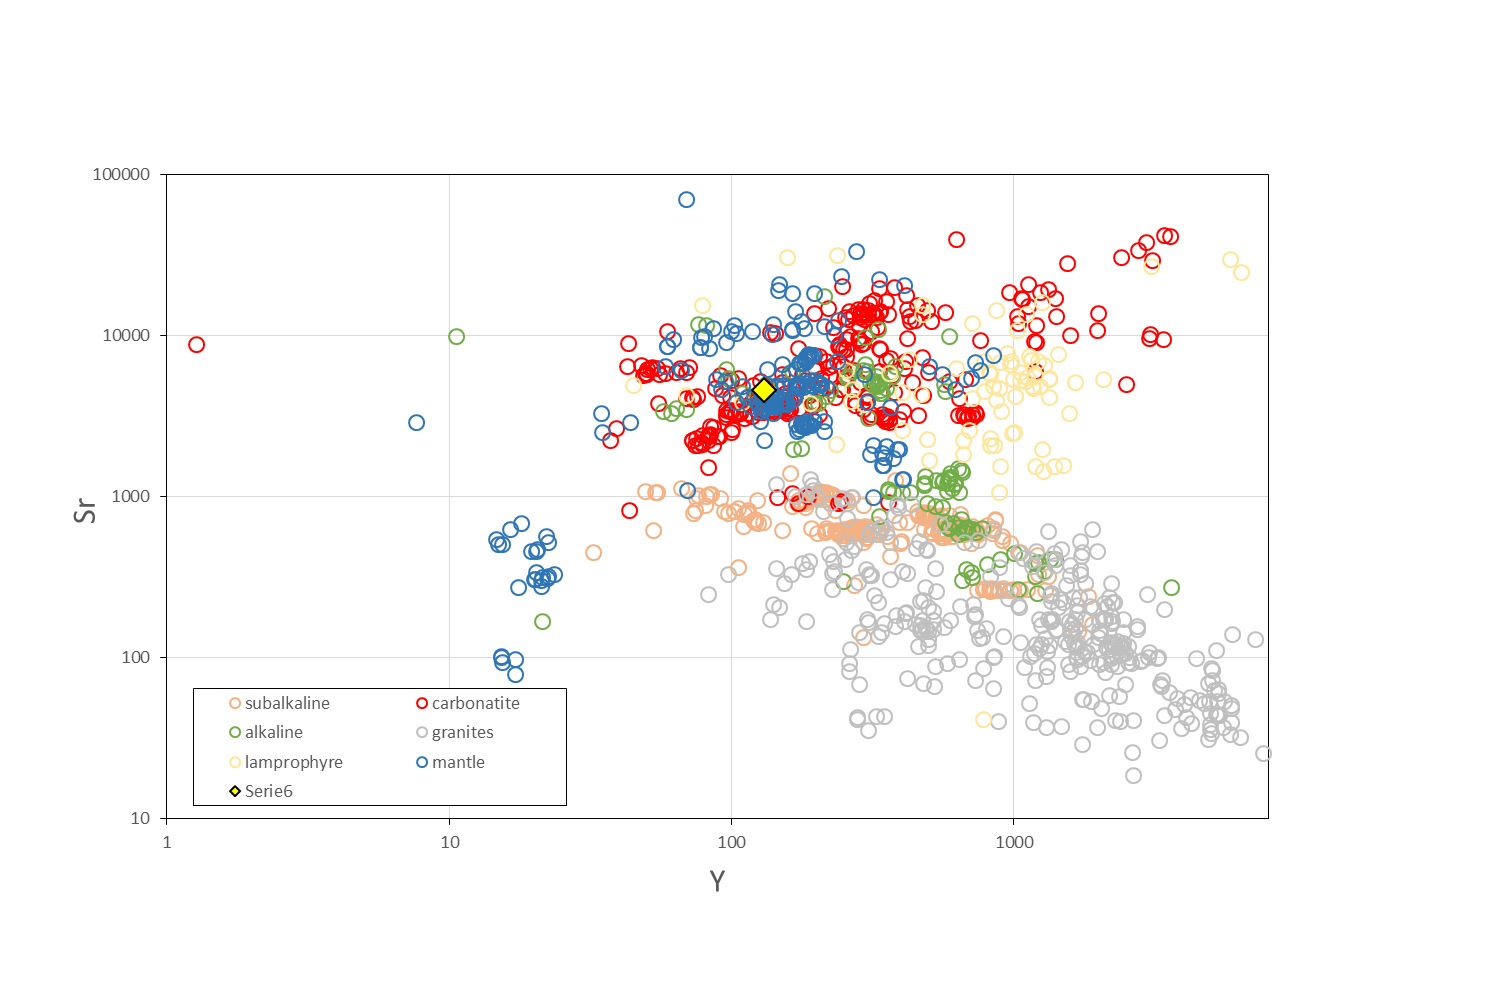 100000
10000
1000
100
10
Sr
subalkaline carbonatite
alkaline granites
lamprophyre mantle
Serie6
1 10 100 1000
Y